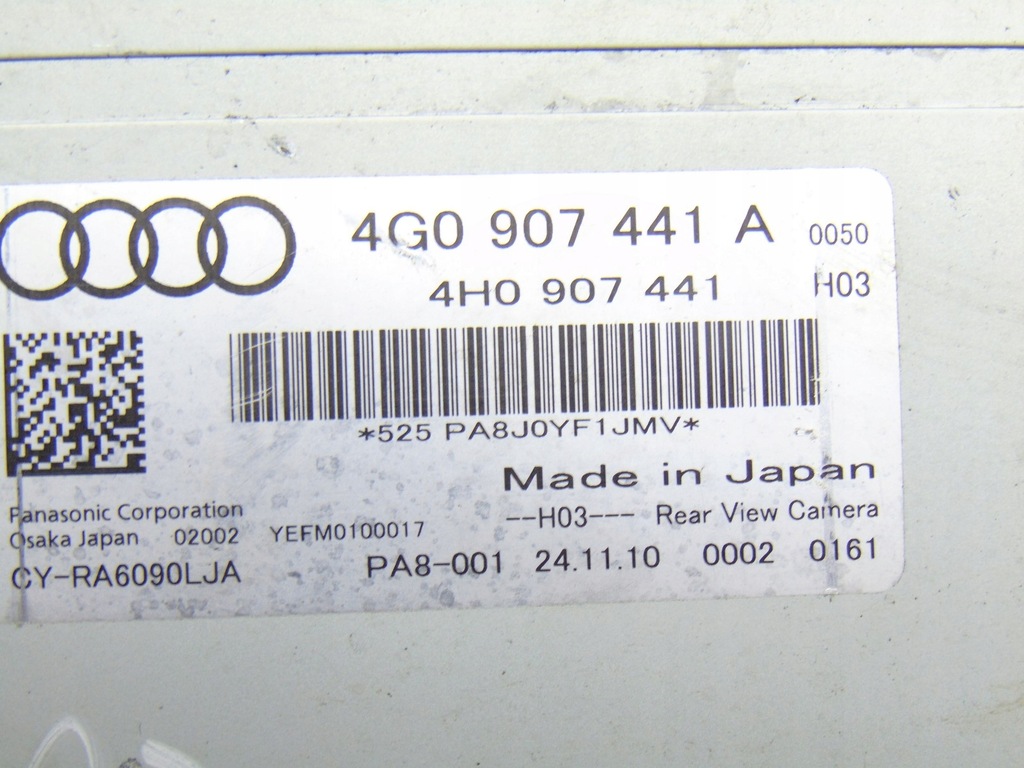 4G0 907 441 A 0050
4H0 907 441 H03
*525 PA8J0YF1JMV*
Made in Japan
Panasonic Corporation
Osaka Japan 02002 YEFM0100017 --H03--- Rear View Camera
CY-RA6090LJA PA8-001 24.11.10 0002 0161